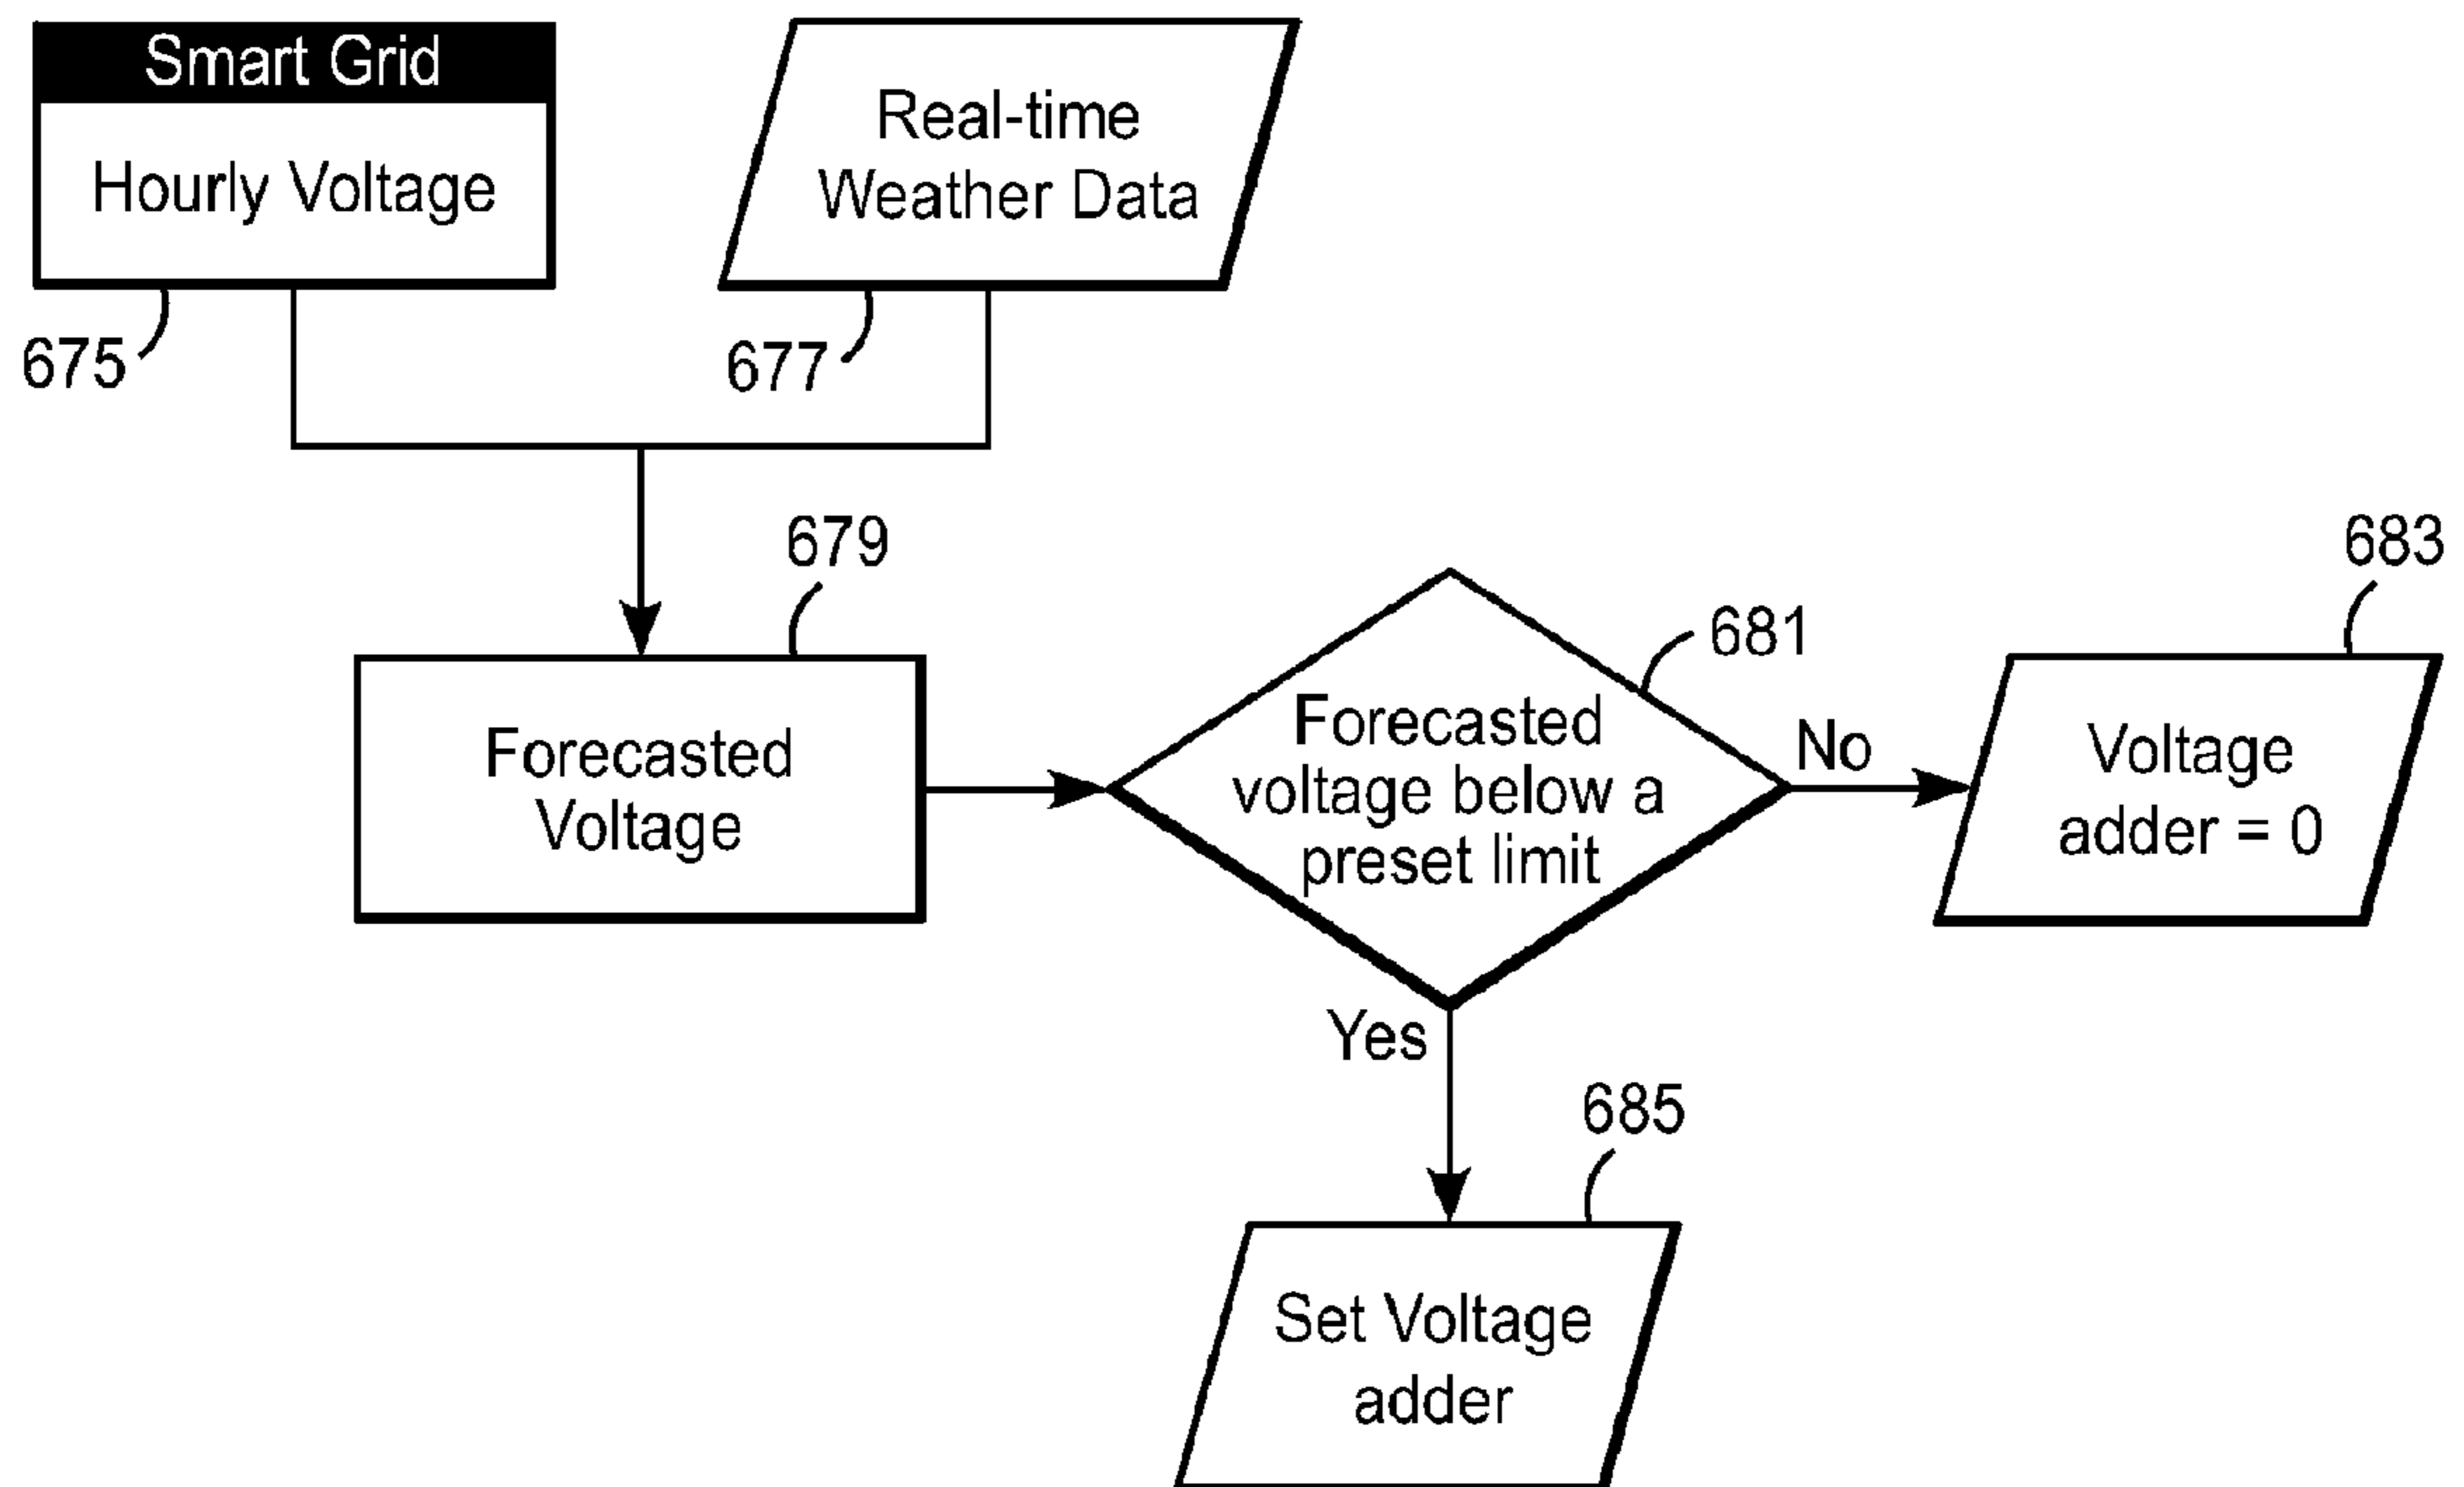 Smart Grid
Hourly Voltage
675
Real-time
Weather Data
677
679
Forecasted
Voltage
681
Forecasted
voltage below a
preset limit
No
683
Voltage
adder = 0
Yes
685
Set Voltage
adder